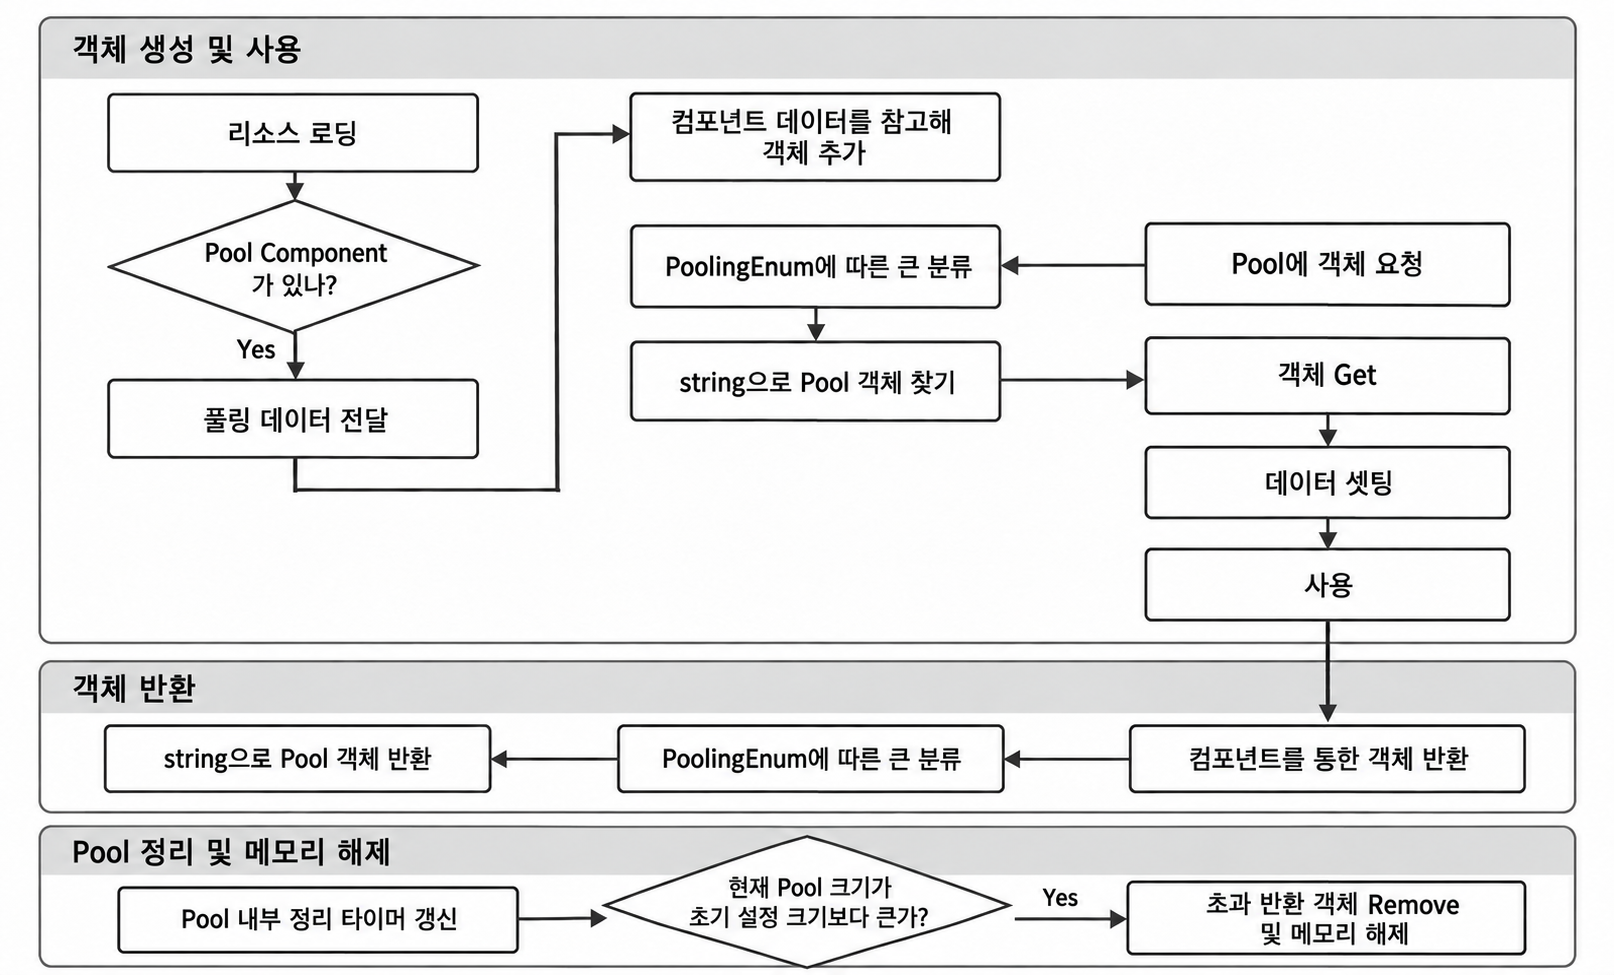 객체 생성 및 사용
리소스 로딩
Pool Component
가 있나?
Yes
풀링 데이터 전달
컴포넌트 데이터를 참고해
객체 추가
Pool에 객체 요청
PoolingEnum에 따른 큰 분류
string으로 Pool 객체 찾기
객체 Get
데이터 셋팅
사용
객체 반환
컴포넌트를 통한 객체 반환
PoolingEnum에 따른 큰 분류
string으로 Pool 객체 반환
Pool 정리 및 메모리 해제
Pool 내부 정리 타이머 갱신
현재 Pool 크기가
초기 설정 크기보다 큰가?
Yes
초과 반환 객체 Remove
및 메모리 해제